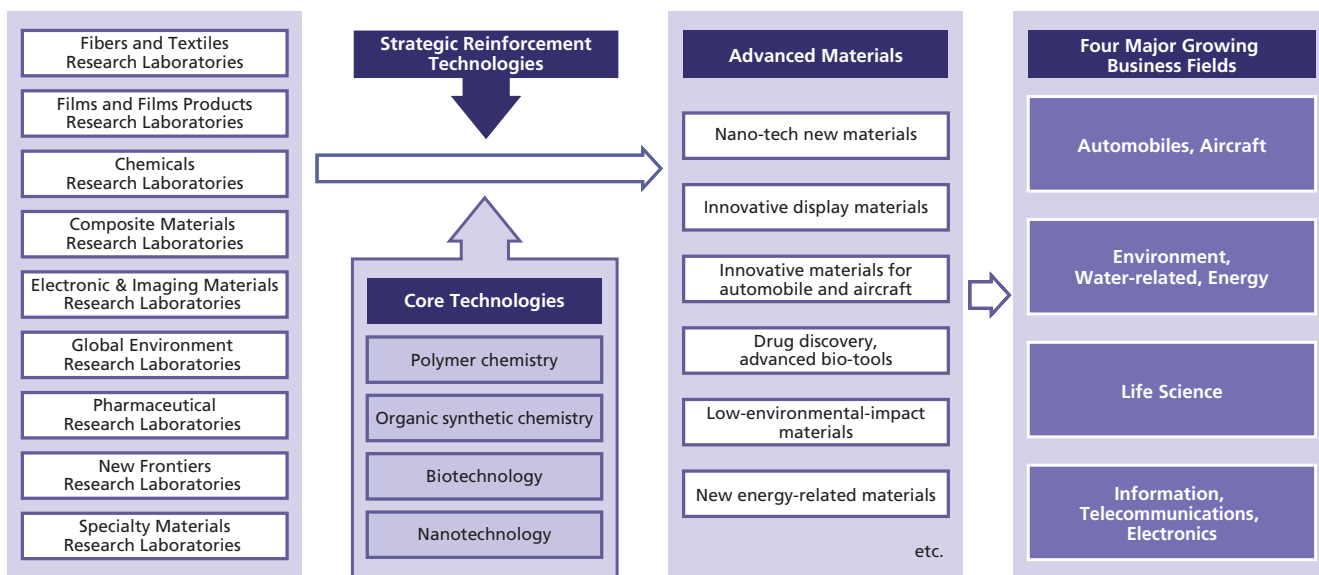 Fibers and Textiles
Research Laboratories
Films and Films Products
Research Laboratories
Chemicals
Research Laboratories
Composite Materials
Research Laboratories
Electronic & Imaging Materials
Research Laboratories
Global Environment
Research Laboratories
Pharmaceutical
Research Laboratories
New Frontiers
Research Laboratories
Specialty Materials
Research Laboratories
Strategic Reinforcement
Technologies
Core Technologies
Polymer chemistry
Organic synthetic chemistry
Biotechnology
Nanotechnology
Advanced Materials
Nano-tech new materials
Innovative display materials
Innovative materials for
automobile and aircraft
Drug discovery,
advanced bio-tools
Low-environmental-impact
materials
New energy-related materials
etc.
Four Major Growing
Business Fields
Automobiles, Aircraft
Environment,
Water-related, Energy
Life Science
Information,
Telecommunications,
Electronics